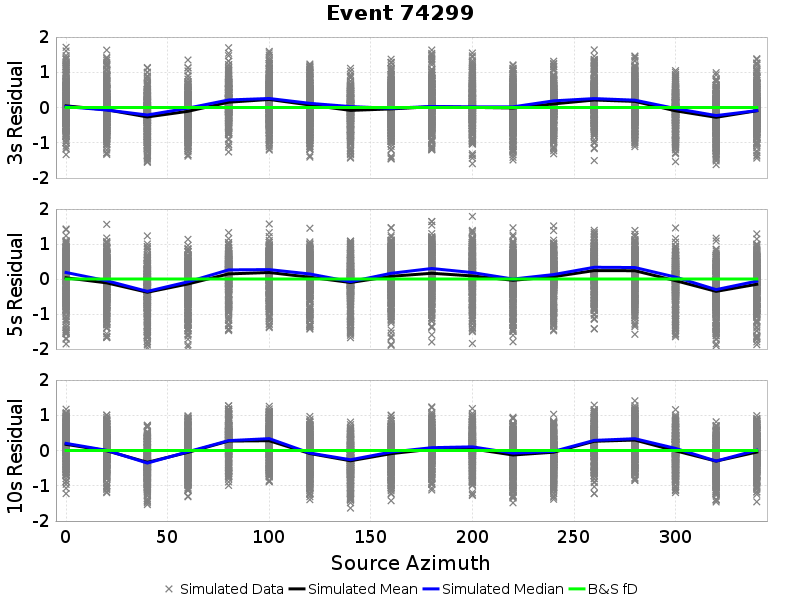 Event 74299
3s Residual
2
1
0
-1
-2
5s Residual
2
1
0
-1
-2
10s Residual
2
1
0
-1
-2
0 50 100 150 200 250 300
Source Azimuth
Simulated Data Simulated Mean Simulated Median B&S fD